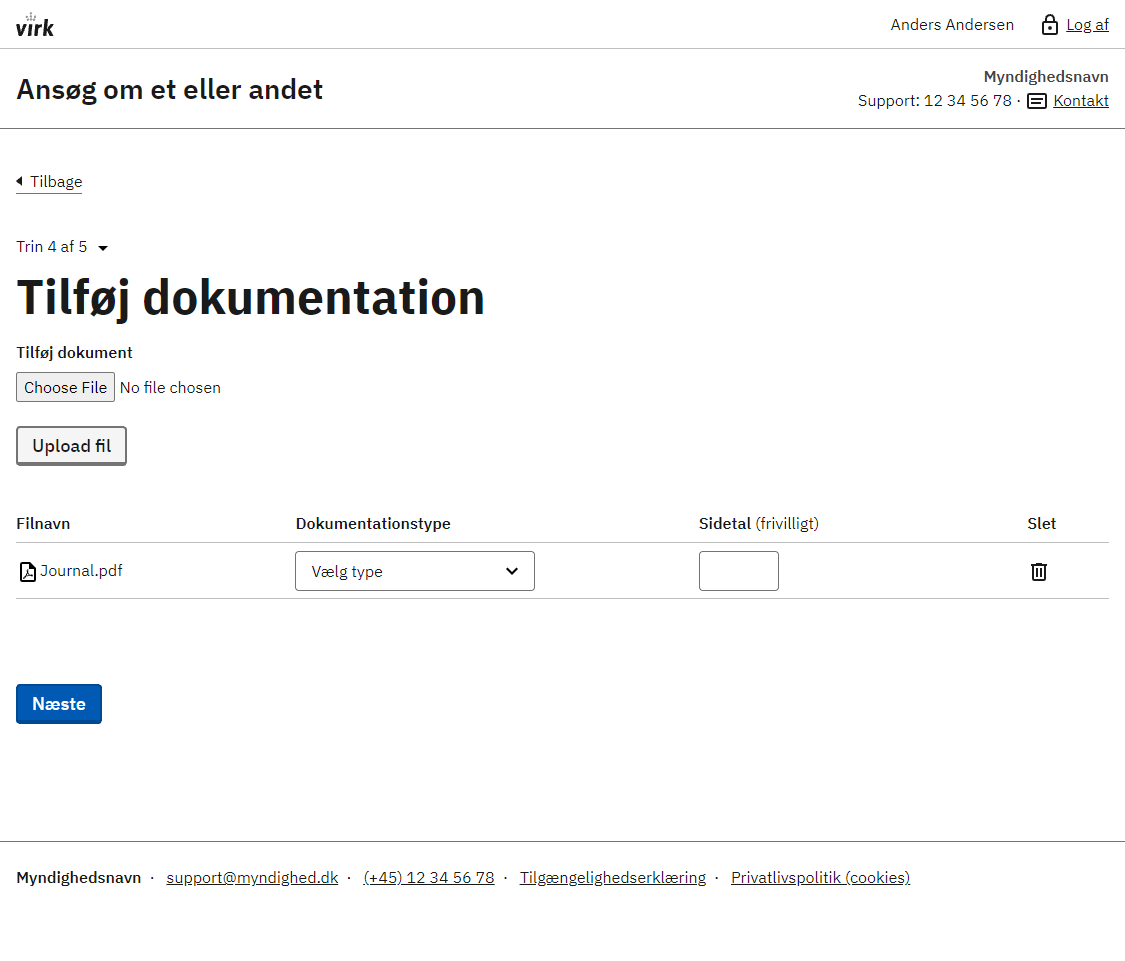 virk
Anders Andersen
Log af
Ansøg om et eller andet
Myndighedsnavn
Support: 12 34 56 78 · Kontakt
Tilbage
Trin 4 af 5
Tilføj dokumentation
Tilføj dokument
Choose File No file chosen
Upload fil
Filnavn Dokumentationstype Sidetal (frivilligt) Slet
Journal.pdf Vælg type
Næste
Myndighedsnavn · support@myndighed.dk · (+45) 12 34 56 78 · Tilgængelighedserklæring · Privatlivspolitik (cookies)